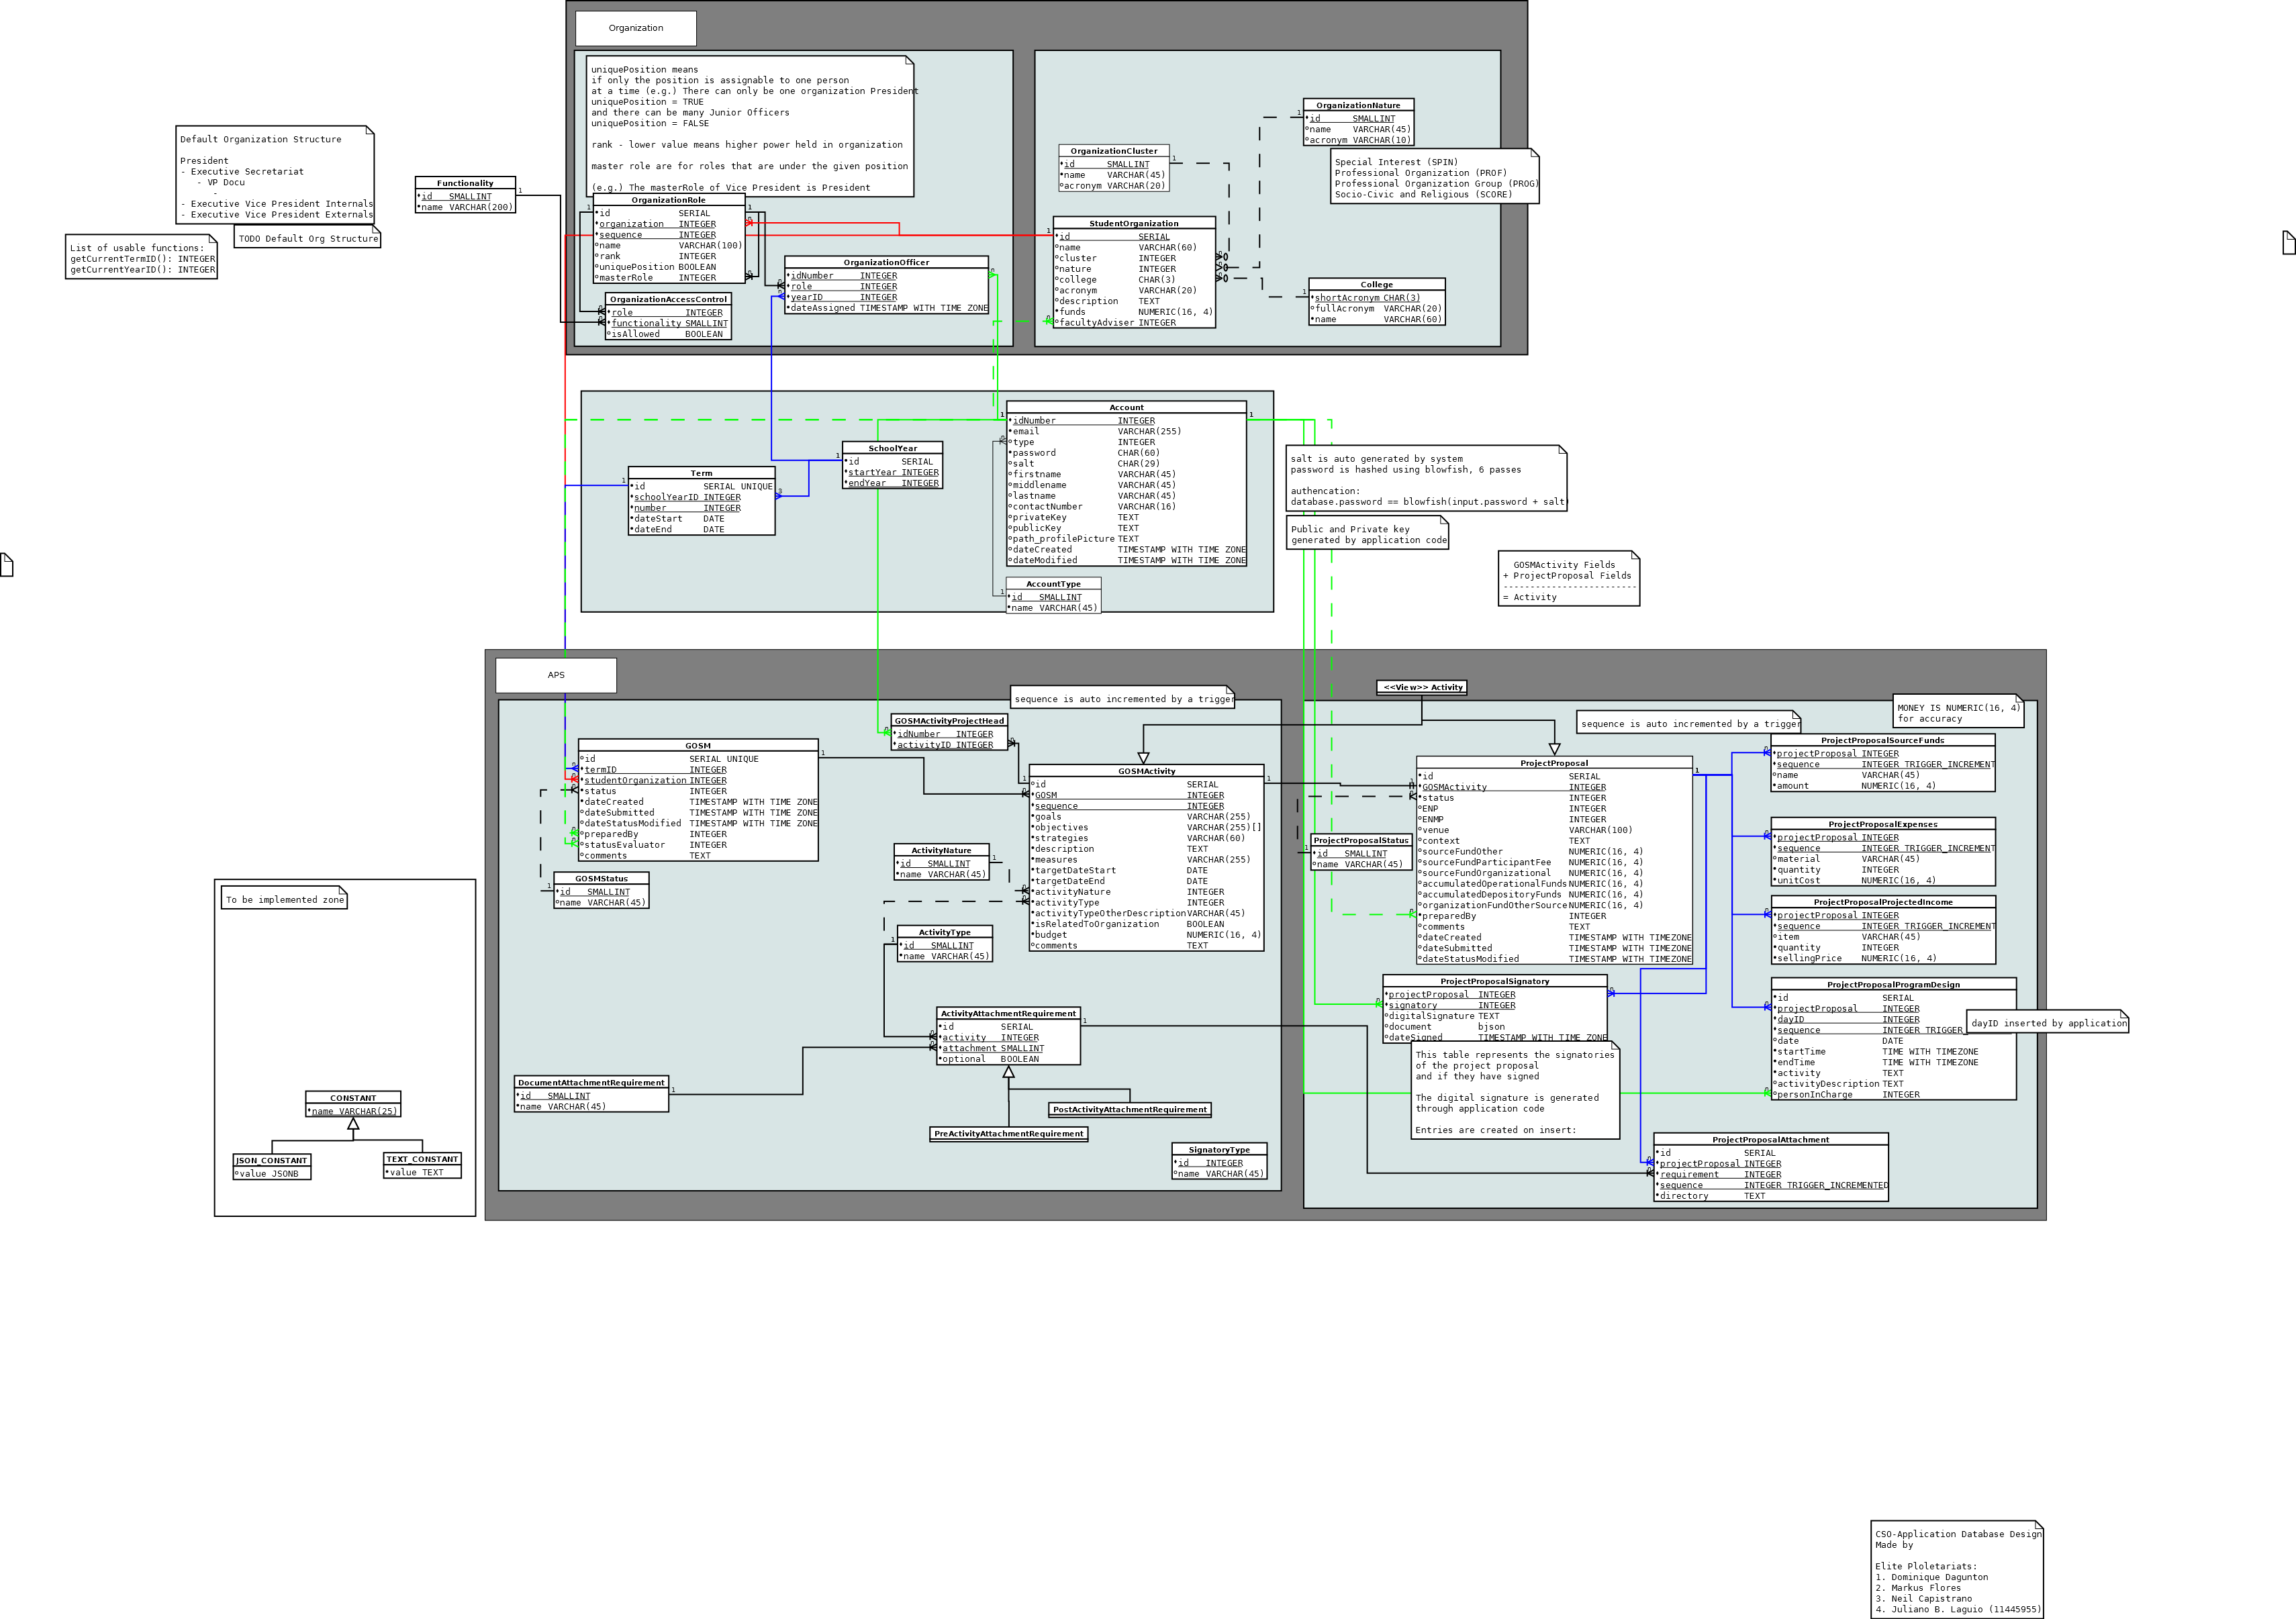 Organization
uniquePosition means
if only the position is assignable to one person
at a time (e.g.) There can only be one organization President
uniquePosition = TRUE
and there can be many Junior Officers
uniquePosition = FALSE
rank - lower value means higher power held in organization
master role are for roles that are under the given position
(e.g.) The masterRole of Vice President is President
Default Organization Structure
President
- Executive Secretariat
- VP Docu
-
- Executive Vice President Internals
- Executive Vice President Externals
TODO Default Org Structure
List of usable functions:
getCurrentTermID(): INTEGER
getCurrentYearID(): INTEGER
Functionality
id SMALLINT
name VARCHAR(200)
OrganizationRole
id SERIAL
organization INTEGER
sequence INTEGER
name VARCHAR(100)
rank INTEGER
uniquePosition BOOLEAN
masterRole INTEGER
OrganizationAccessControl
role INTEGER
functionality SMALLINT
isAllowed BOOLEAN
OrganizationOfficer
idNumber INTEGER
role INTEGER
yearID INTEGER
dateAssigned TIMESTAMP WITH TIME ZONE
OrganizationCluster
id SMALLINT
name VARCHAR(45)
acronym VARCHAR(20)
OrganizationNature
id SMALLINT
name VARCHAR(45)
acronym VARCHAR(10)
Special Interest (SPIN)
Professional Organization (PROF)
Professional Organization Group (PROG)
Socio-Civic and Religious (SCORE)
StudentOrganization
id SERIAL
name VARCHAR(60)
cluster INTEGER
nature INTEGER
college CHAR(3)
acronym VARCHAR(20)
description TEXT
funds NUMERIC(16, 4)
facultyAdviser INTEGER
College
shortAcronym CHAR(3)
fullAcronym VARCHAR(20)
name VARCHAR(60)
Account
idNumber INTEGER
email VARCHAR(255)
type INTEGER
password CHAR(60)
salt CHAR(29)
firstname VARCHAR(45)
middlename VARCHAR(45)
lastname VARCHAR(45)
contactNumber VARCHAR(16)
privateKey TEXT
publicKey TEXT
path_profilePicture TEXT
dateCreated TIMESTAMP WITH TIME ZONE
dateModified TIMESTAMP WITH TIME ZONE
SchoolYear
id SERIAL
startYear INTEGER
endYear INTEGER
Term
id SERIAL UNIQUE
schoolYearID INTEGER
number INTEGER
dateStart DATE
dateEnd DATE
AccountType
id SMALLINT
name VARCHAR(45)
salt is auto generated by system
password is hashed using blowfish, 6 passes
authencation:
database.password == blowfish(input.password + salt)
Public and Private key
generated by application code
GOSMActivity Fields
+ ProjectProposal Fields
-------------------------
= Activity
APS
sequence is auto incremented by a trigger
<<View>> Activity
sequence is auto incremented by a trigger
MONEY IS NUMERIC(16, 4)
for accuracy
GOSMActivityProjectHead
idNumber INTEGER
activityID INTEGER
GOSM
id SERIAL UNIQUE
termID INTEGER
studentOrganization INTEGER
status INTEGER
dateCreated TIMESTAMP WITH TIME ZONE
dateSubmitted TIMESTAMP WITH TIME ZONE
dateStatusModified TIMESTAMP WITH TIME ZONE
preparedBy INTEGER
statusEvaluator INTEGER
comments TEXT
GOSMStatus
id SMALLINT
name VARCHAR(45)
GOSMActivity
id SERIAL
GOSM INTEGER
sequence INTEGER
goals VARCHAR(255)
objectives VARCHAR(255)[]
strategies VARCHAR(60)
description TEXT
measures VARCHAR(255)
targetDateStart DATE
targetDateEnd DATE
activityNature INTEGER
activityType INTEGER
activityTypeOtherDescription VARCHAR(45)
isRelatedToOrganization BOOLEAN
budget NUMERIC(16, 4)
comments TEXT
ActivityNature
id SMALLINT
name VARCHAR(45)
ActivityType
id SMALLINT
name VARCHAR(45)
ProjectProposalStatus
id SMALLINT
name VARCHAR(45)
ProjectProposal
id SERIAL
GOSMActivity INTEGER
status INTEGER
ENP INTEGER
ENMP INTEGER
venue VARCHAR(100)
context TEXT
sourceFundOther NUMERIC(16, 4)
sourceFundParticipantFee NUMERIC(16, 4)
sourceFundOrganizational NUMERIC(16, 4)
accumulatedOperationalFunds NUMERIC(16, 4)
accumulatedDepositoryFunds NUMERIC(16, 4)
organizationFundOtherSource NUMERIC(16, 4)
preparedBy INTEGER
comments TEXT
dateCreated TIMESTAMP WITH TIMEZONE
dateSubmitted TIMESTAMP WITH TIMEZONE
dateStatusModified TIMESTAMP WITH TIMEZONE
ProjectProposalSourceFunds
projectProposal INTEGER
sequence INTEGER TRIGGER_INCREMENT
name VARCHAR(45)
amount NUMERIC(16, 4)
ProjectProposalExpenses
projectProposal INTEGER
sequence INTEGER TRIGGER_INCREMENT
material VARCHAR(45)
quantity INTEGER
unitCost NUMERIC(16, 4)
ProjectProposalProjectedIncome
projectProposal INTEGER
sequence INTEGER TRIGGER_INCREMENT
item VARCHAR(45)
quantity INTEGER
sellingPrice NUMERIC(16, 4)
ProjectProposalProgramDesign
id SERIAL
projectProposal INTEGER
dayID INTEGER
sequence INTEGER TRIGGER_
date DATE
startTime TIME WITH TIMEZONE
endTime TIME WITH TIMEZONE
activity TEXT
activityDescription TEXT
personInCharge INTEGER
dayID inserted by application
ProjectProposalSignatory
projectProposal INTEGER
signatory INTEGER
digitalSignature TEXT
document bjson
dateSigned TIMESTAMP WITH TIME ZONE
This table represents the signatories
of the project proposal
and if they have signed
The digital signature is generated
through application code
Entries are created on insert:
ProjectProposalAttachment
id SERIAL
projectProposal INTEGER
requirement INTEGER
sequence INTEGER TRIGGER_INCREMENTED
directory TEXT
ActivityAttachmentRequirement
id SERIAL
activity INTEGER
attachment SMALLINT
optional BOOLEAN
DocumentAttachmentRequirement
id SMALLINT
name VARCHAR(45)
PostActivityAttachmentRequirement
PreActivityAttachmentRequirement
SignatoryType
id INTEGER
name VARCHAR(45)
To be implemented zone
CONSTANT
name VARCHAR(25)
JSON_CONSTANT
value JSONB
TEXT_CONSTANT
value TEXT
CSO-Application Database Design
Made by
Elite Ploletariats:
1. Dominique Dagunton
2. Markus Flores
3. Neil Capistrano
4. Juliano B. Laguio (11445955)